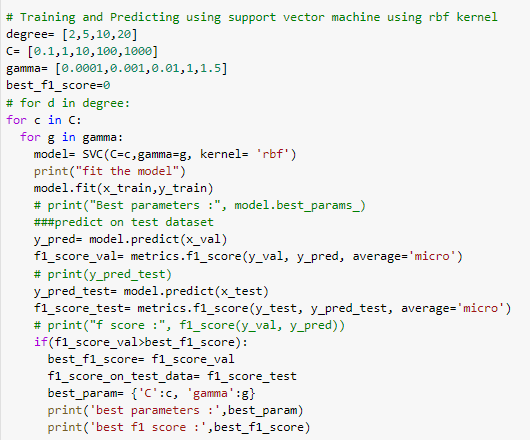 # Training and Predicting using support vector machine using rbf kernel
degree= [2,5,10,20]
C= [0.1,1,10,100,1000]
gamma= [0.0001,0.001,0.01,1,1.5]
best_f1_score=0
# for d in degree:
for c in C:
  for g in gamma:
    model= SVC(C=c,gamma=g, kernel= 'rbf')
    print("fit the model")
    model.fit(x_train,y_train)
    # print("Best parameters :", model.best_params_)
    ###predict on test dataset
    y_pred= model.predict(x_val)
    f1_score_val= metrics.f1_score(y_val, y_pred, average='micro')
    # print(y_pred_test)
    y_pred_test= model.predict(x_test)
    f1_score_test= metrics.f1_score(y_test, y_pred_test, average='micro')
    # print("f score :", f1_score(y_val, y_pred))
    if(f1_score_val>best_f1_score):
      best_f1_score= f1_score_val
      f1_score_on_test_data= f1_score_test
      best_param= {'C':c, 'gamma':g}
      print('best parameters :',best_param)
      print('best f1 score :',best_f1_score)